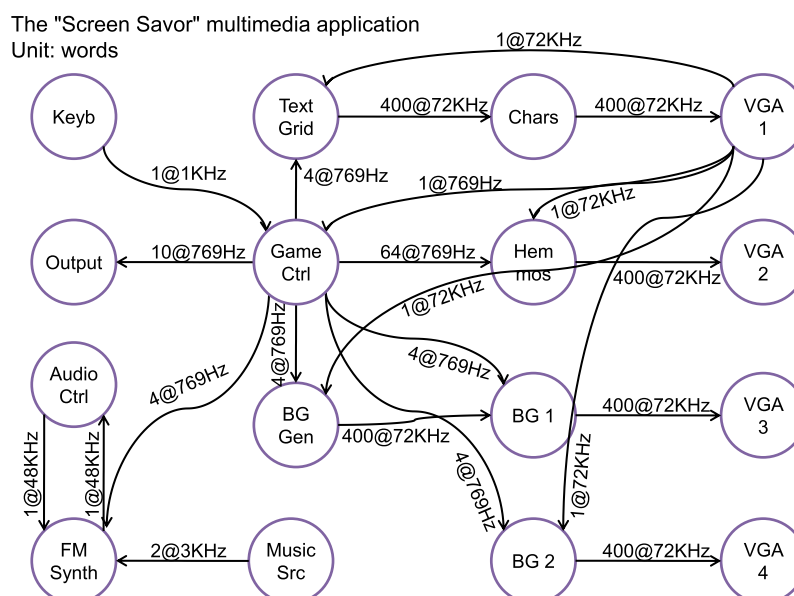 The "Screen Savor" multimedia application
Unit: words
1@72KHz
Keyb
Text
Grid
400@72KHz
Chars
400@72KHz
VGA
1
1@1KHz
4@769Hz
1@769Hz
1@72KHz
Output
10@769Hz
Game
Ctrl
64@769Hz
Hem
mos
400@72KHz
VGA
2
1@72KHz
4@769Hz
4@769Hz
4@769Hz
Audio
Ctrl
BG
Gen
400@72KHz
BG 1
400@72KHz
VGA
3
1@48KHz
1@48KHz
4@769Hz
1@72KHz
FM
Synth
2@3KHz
Music
Src
BG 2
400@72KHz
VGA
4